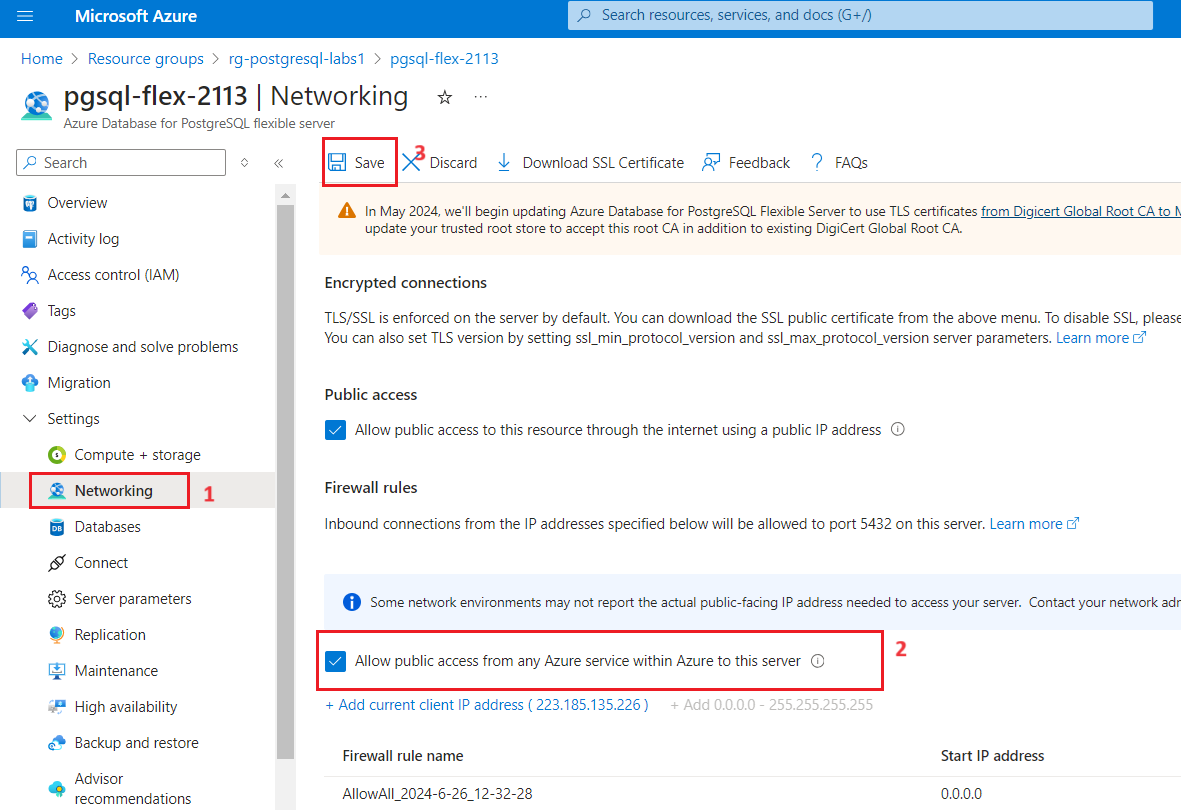 Microsoft Azure
Search resources, services, and docs (G+/)
Home > Resource groups > rg-postgresql-labs1 > pgsql-flex-2113
pgsql-flex-2113 | Networking ☆ ...
Azure Database for PostgreSQL flexible server
Search
Overview
Activity log
Access control (IAM)
Tags
Diagnose and solve problems
Migration
Settings
Compute + storage
Networking 1
Databases
Connect
Server parameters
Replication
Maintenance
High availability
Backup and restore
Advisor
recommendations
Save 3 Discard Download SSL Certificate Feedback ? FAQs
In May 2024, we'll begin updating Azure Database for PostgreSQL Flexible Server to use TLS certificates from Digicert Global Root CA to M
update your trusted root store to accept this root CA in addition to existing DigiCert Global Root CA.
Encrypted connections
TLS/SSL is enforced on the server by default. You can download the SSL public certificate from the above menu. To disable SSL, please
You can also set TLS version by setting ssl_min_protocol_version and ssl_max_protocol_version server parameters. Learn more
Public access
Allow public access to this resource through the internet using a public IP address
Firewall rules
Inbound connections from the IP addresses specified below will be allowed to port 5432 on this server. Learn more
Some network environments may not report the actual public-facing IP address needed to access your server. Contact your network adm
Allow public access from any Azure service within Azure to this server 2
+ Add current client IP address ( 223.185.135.226 ) + Add 0.0.0.0 - 255.255.255.255
Firewall rule name Start IP address
AllowAll_2024-6-26_12-32-28 0.0.0.0